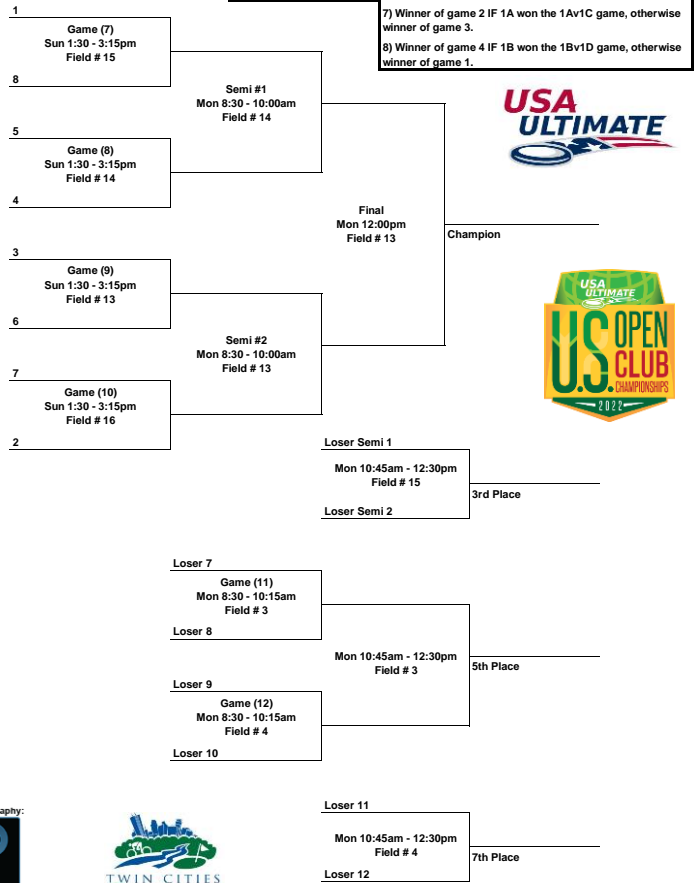 7) Winner of game 2 IF 1A won the 1Av1C game, otherwise
winner of game 3.
8) Winner of game 4 IF 1B won the 1Bv1D game, otherwise
winner of game 1.
1
Game (7)
Sun 1:30 - 3:15pm
Field # 15
8
Semi #1
Mon 8:30 - 10:00am
Field # 14
USA
ULTIMATE
5
Game (8)
Sun 1:30 - 3:15pm
Field # 14
4
Final
Mon 12:00pm
Field # 13
Champion
3
Game (9)
Sun 1:30 - 3:15pm
Field # 13
6
Semi #2
Mon 8:30 - 10:00am
Field # 13
USA
ULTIMATE
U.S. OPEN
CLUB
CHAMPIONSHIPS
2022
7
Game (10)
Sun 1:30 - 3:15pm
Field # 16
2
Loser Semi 1
Mon 10:45am - 12:30pm
Field # 15
3rd Place
Loser Semi 2
Loser 7
Game (11)
Mon 8:30 - 10:15am
Field # 3
Loser 8
Mon 10:45am - 12:30pm
Field # 3
5th Place
Loser 9
Game (12)
Mon 8:30 - 10:15am
Field # 4
Loser 10
Loser 11
Mon 10:45am - 12:30pm
Field # 4
7th Place
Loser 12
aphy:
TWIN CITIES